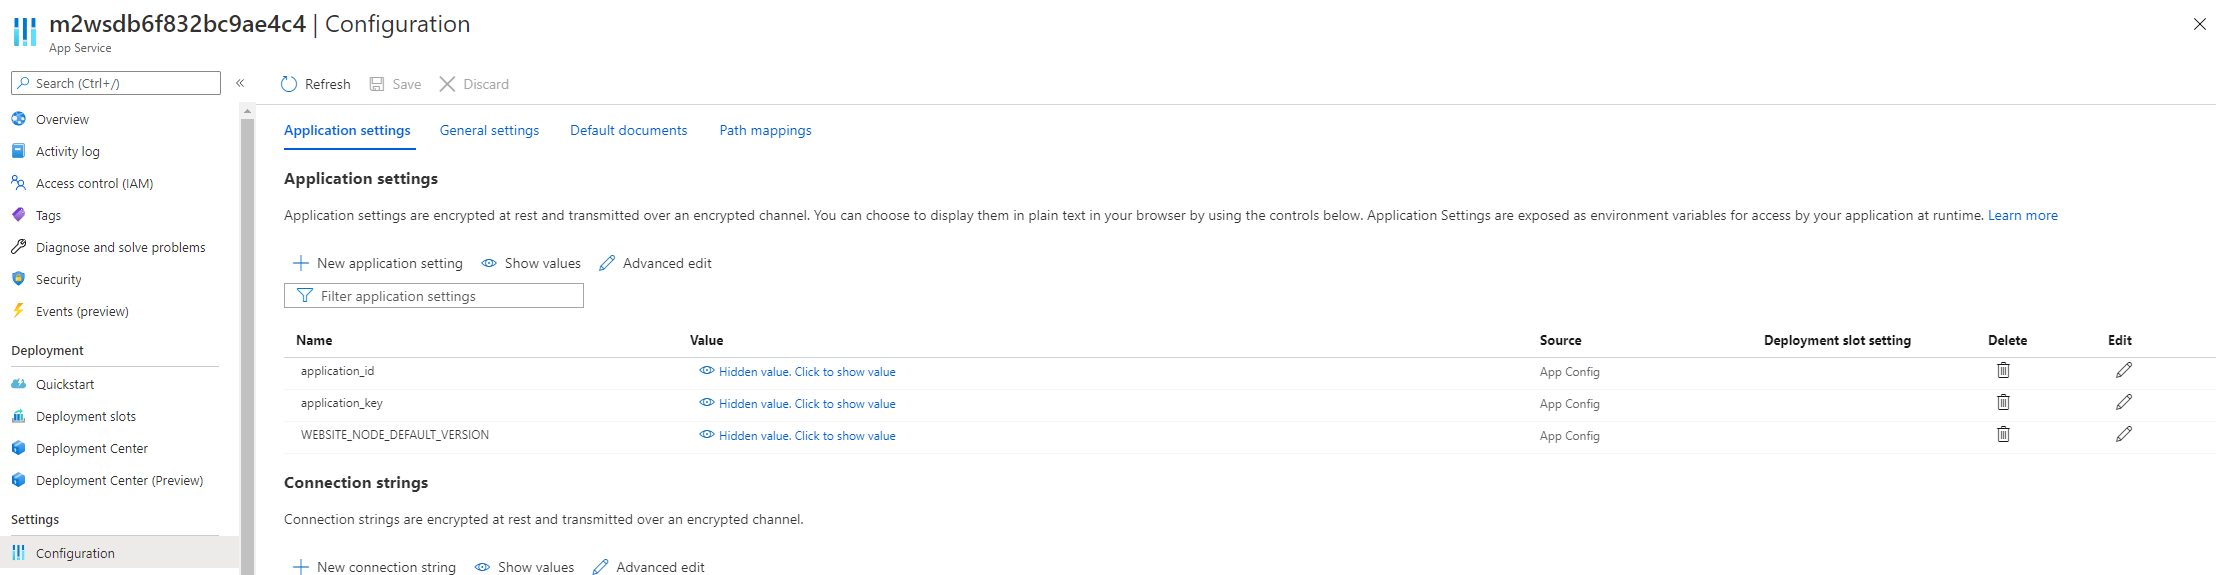 m2wsdb6f832bc9ae4c4 | Configuration
App Service
Search (Ctrl+/)
Overview
Activity log
Access control (IAM)
Tags
Diagnose and solve problems
Security
Events (preview)
Deployment
Quickstart
Deployment slots
Deployment Center
Deployment Center (Preview)
Settings
Configuration
Refresh Save Discard
Application settings General settings Default documents Path mappings
Application settings
Application settings are encrypted at rest and transmitted over an encrypted channel. You can choose to display them in plain text in your browser by using the controls below. Application Settings are exposed as environment variables for access by your application at runtime. Learn more
New application setting Show values Advanced edit
Filter application settings
Name Value Source Deployment slot setting Delete Edit
application_id Hidden value. Click to show value App Config
application_key Hidden value. Click to show value App Config
WEBSITE_NODE_DEFAULT_VERSION Hidden value. Click to show value App Config
Connection strings
Connection strings are encrypted at rest and transmitted over an encrypted channel.
New connection string Show values Advanced edit